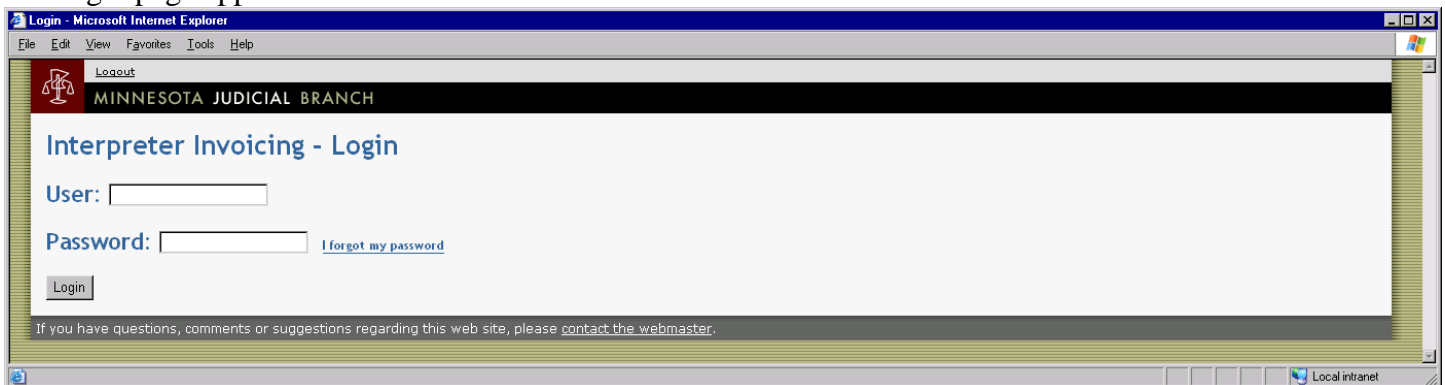 Login - Microsoft Internet Explorer
File Edit View Favorites Tools Help
Logout
MINNESOTA JUDICIAL BRANCH
Interpreter Invoicing - Login
User:
Password: I forgot my password
Login
If you have questions, comments or suggestions regarding this web site, please contact the webmaster.
Local intranet